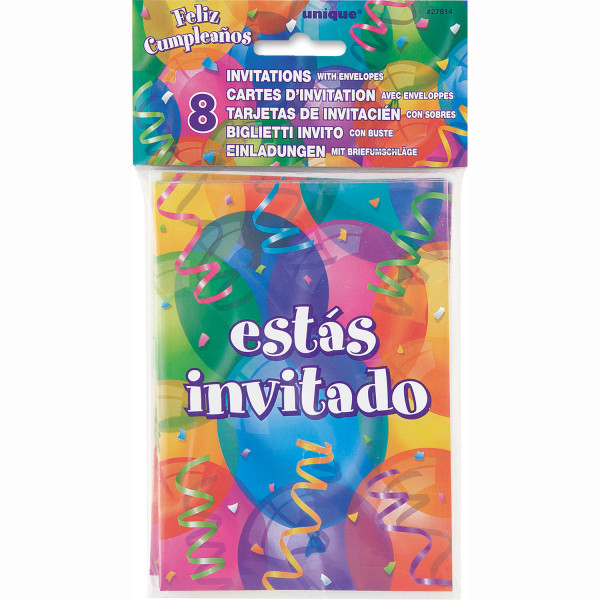 Feliz
Cumpleaños
unique®
#27814
8
INVITATIONS WITH ENVELOPES
CARTES D'INVITATION AVEC ENVELOPPES
TARJETAS DE INVITACIÉN CON SOBRES
BIGLIETTI INVITO CON BUSTE
EINLADUNGEN MIT BRIEFUMSCHLÄGE
estás
invitado